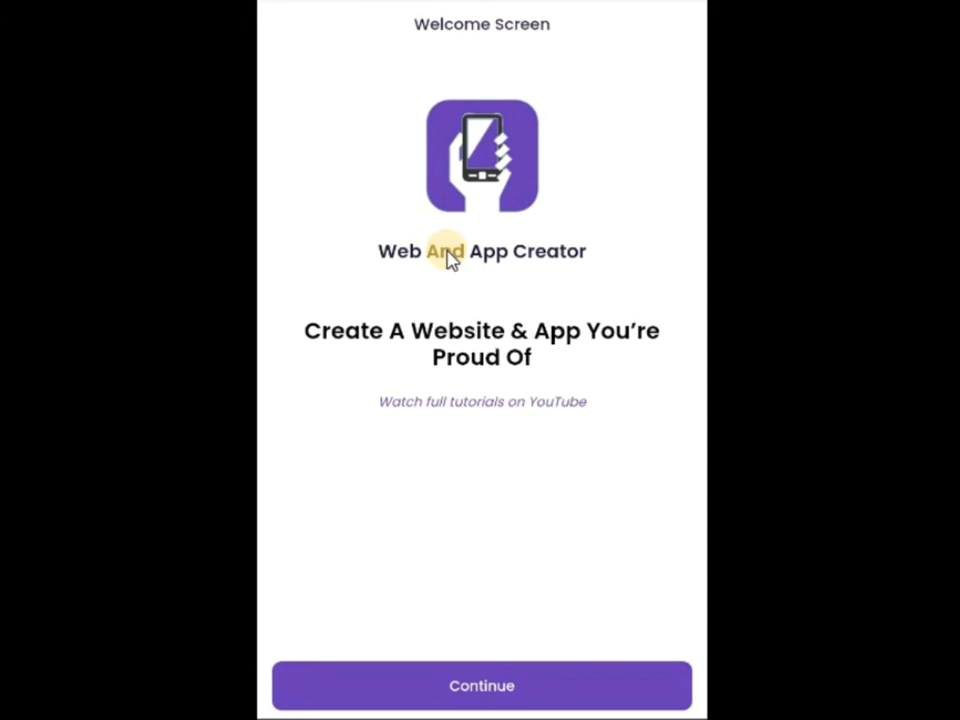 Welcome Screen
Web And App Creator
Create A Website & App You’re
Proud Of
Watch full tutorials on YouTube
Continue